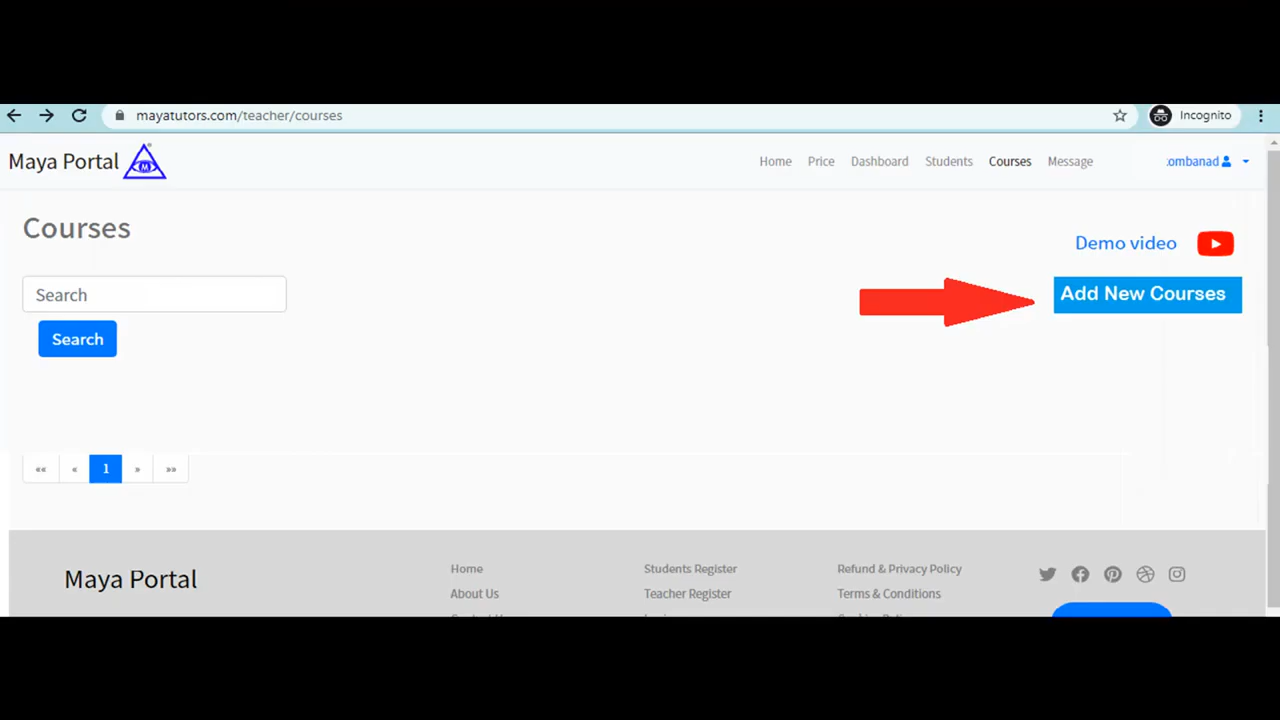 mayatutors.com/teacher/courses
Incognito
Maya Portal
M
Home Price Dashboard Students Courses Message
ombanad
Courses
Demo video
Search
Add New Courses
Search
«« « 1 » »»
Maya Portal
Home
About Us
Students Register
Teacher Register
Refund & Privacy Policy
Terms & Conditions